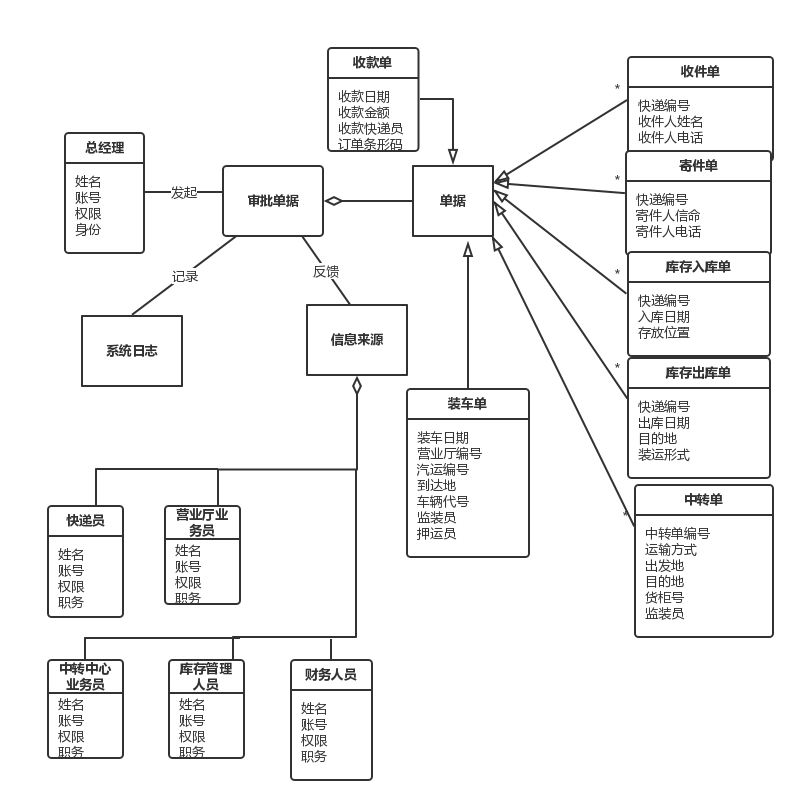 收款单
收款日期
收款金额
收款快递员
订单条形码
收件单
*
快递编号
收件人姓名
收件人电话
总经理
姓名
账号
权限
身份
发起
审批单据
单据
寄件单
*
快递编号
寄件人信命
寄件人电话
记录
反馈
库存入库单
*
快递编号
入库日期
存放位置
系统日志
信息来源
库存出库单
*
快递编号
出库日期
目的地
装运形式
装车单
装车日期
营业厅编号
汽运编号
到达地
车辆代号
监装员
押运员
中转单
*
中转单编号
运输方式
出发地
目的地
货柜号
监装员
快递员
姓名
账号
权限
职务
营业厅业
务员
姓名
账号
权限
职务
中转中心
业务员
姓名
账号
权限
职务
库存管理
人员
姓名
账号
权限
职务
财务人员
姓名
账号
权限
职务